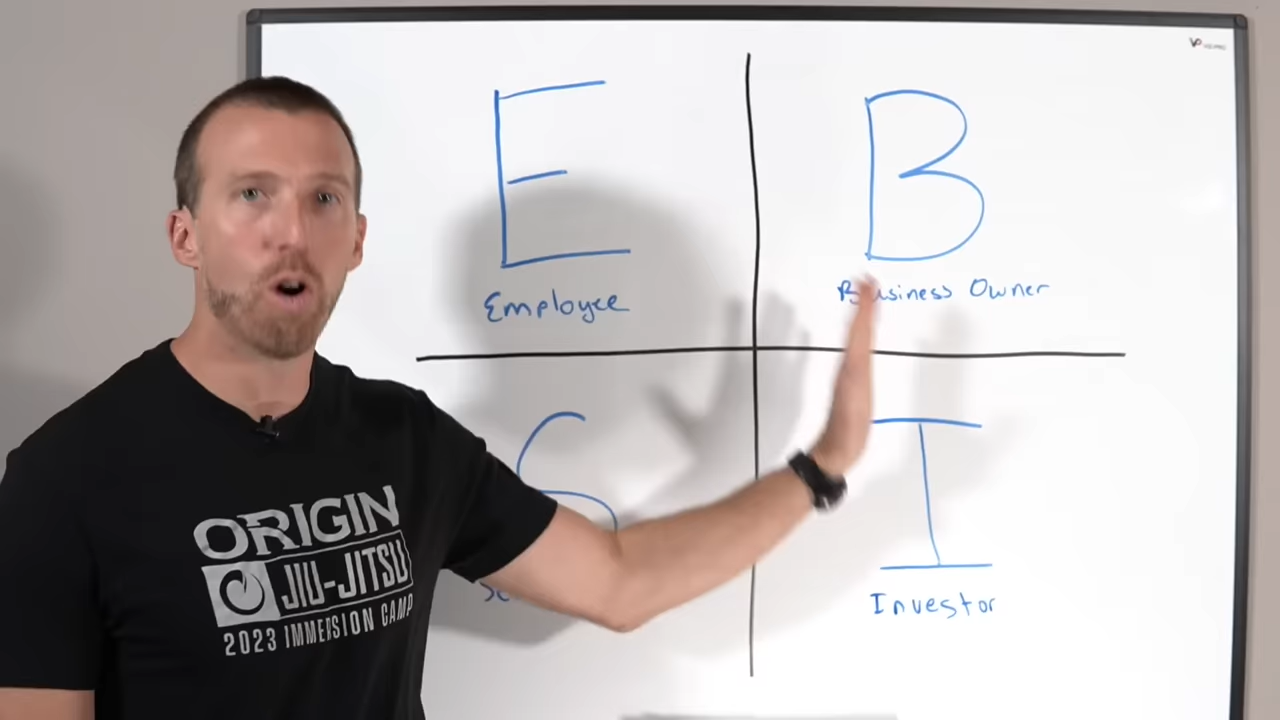 E
Employee
B
Business Owner
S
I
Investor
ORIGIN
JIU-JITSU
2023 IMMERSION CAMP